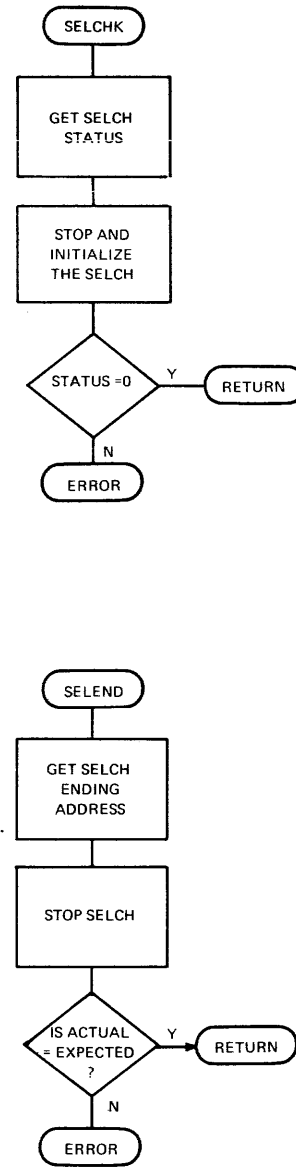 SELCHK
GET SELCH
STATUS
STOP AND
INITIALIZE
THE SELCH
STATUS =0
Y
RETURN
N
ERROR
SELEND
GET SELCH
ENDING
ADDRESS
STOP SELCH
IS ACTUAL
= EXPECTED
?
Y
RETURN
N
ERROR